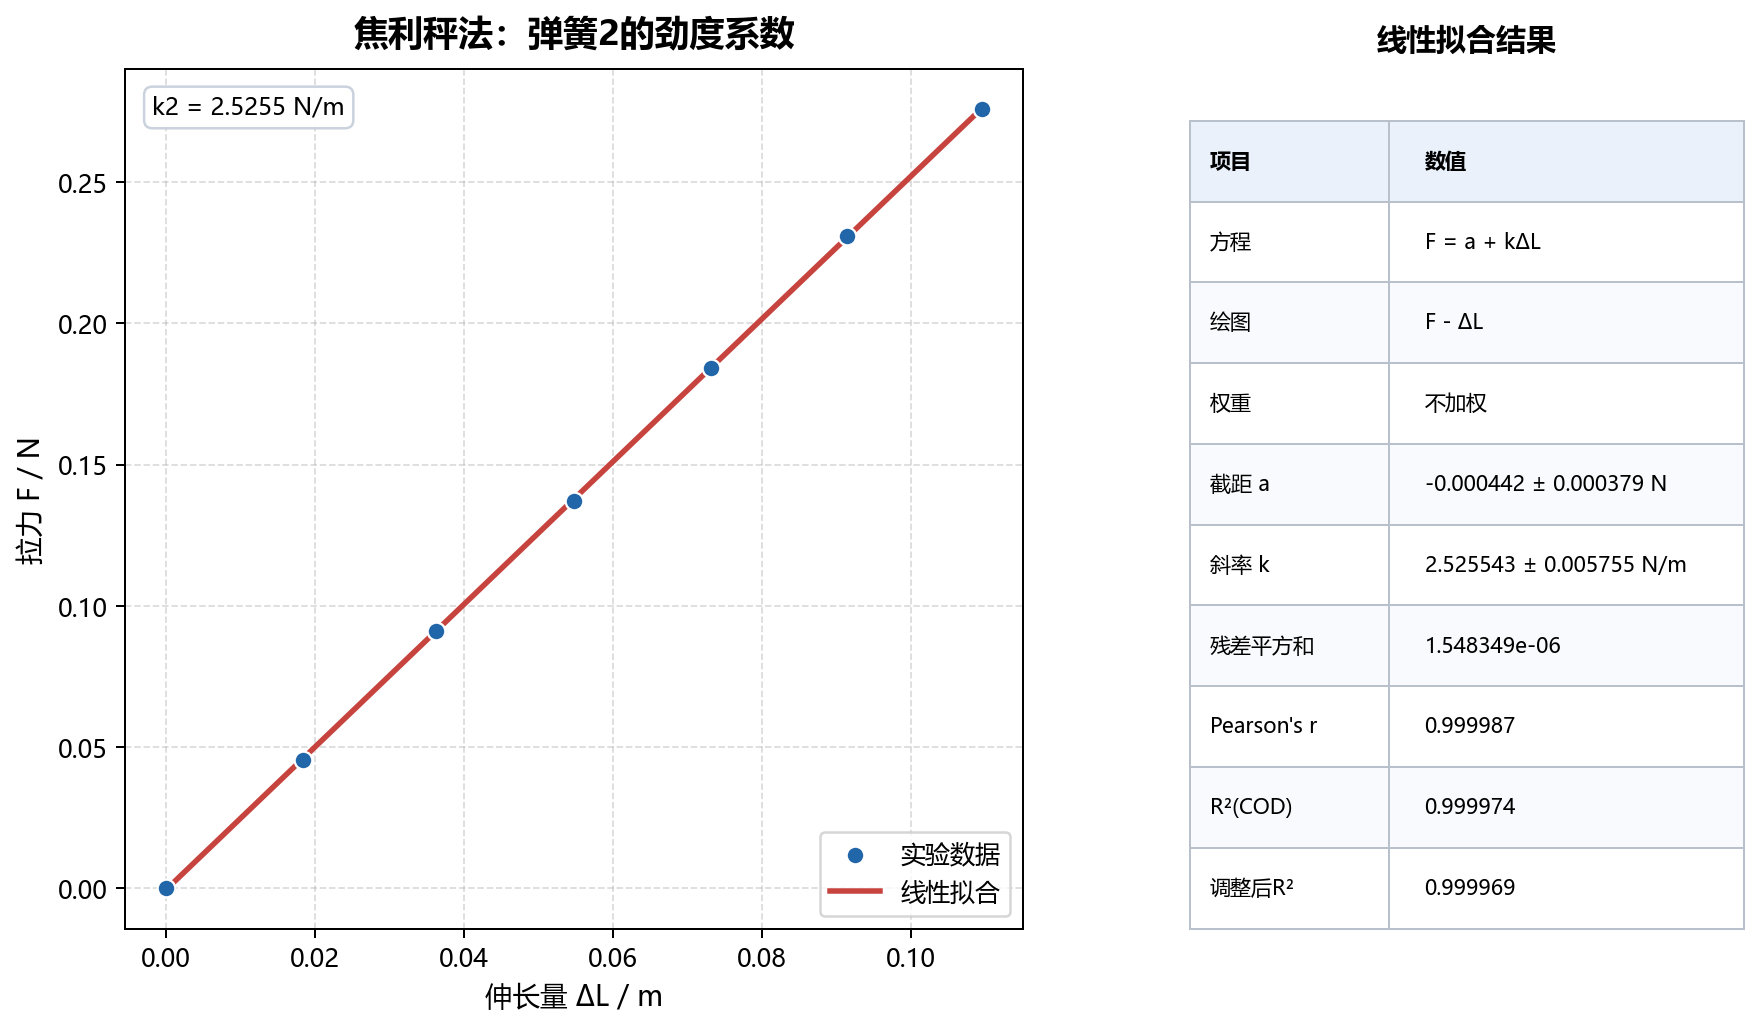 焦利秤法：弹簧2的劲度系数
k2 = 2.5255 N/m
拉力 F / N
0.25
0.20
0.15
0.10
0.05
0.00
0.00 0.02 0.04 0.06 0.08 0.10
伸长量 ΔL / m
实验数据
线性拟合
线性拟合结果
项目 数值
方程 F = a + kΔL
绘图 F - ΔL
权重 不加权
截距 a -0.000442 ± 0.000379 N
斜率 k 2.525543 ± 0.005755 N/m
残差平方和 1.548349e-06
Pearson's r 0.999987
R²(COD) 0.999974
调整后R² 0.999969